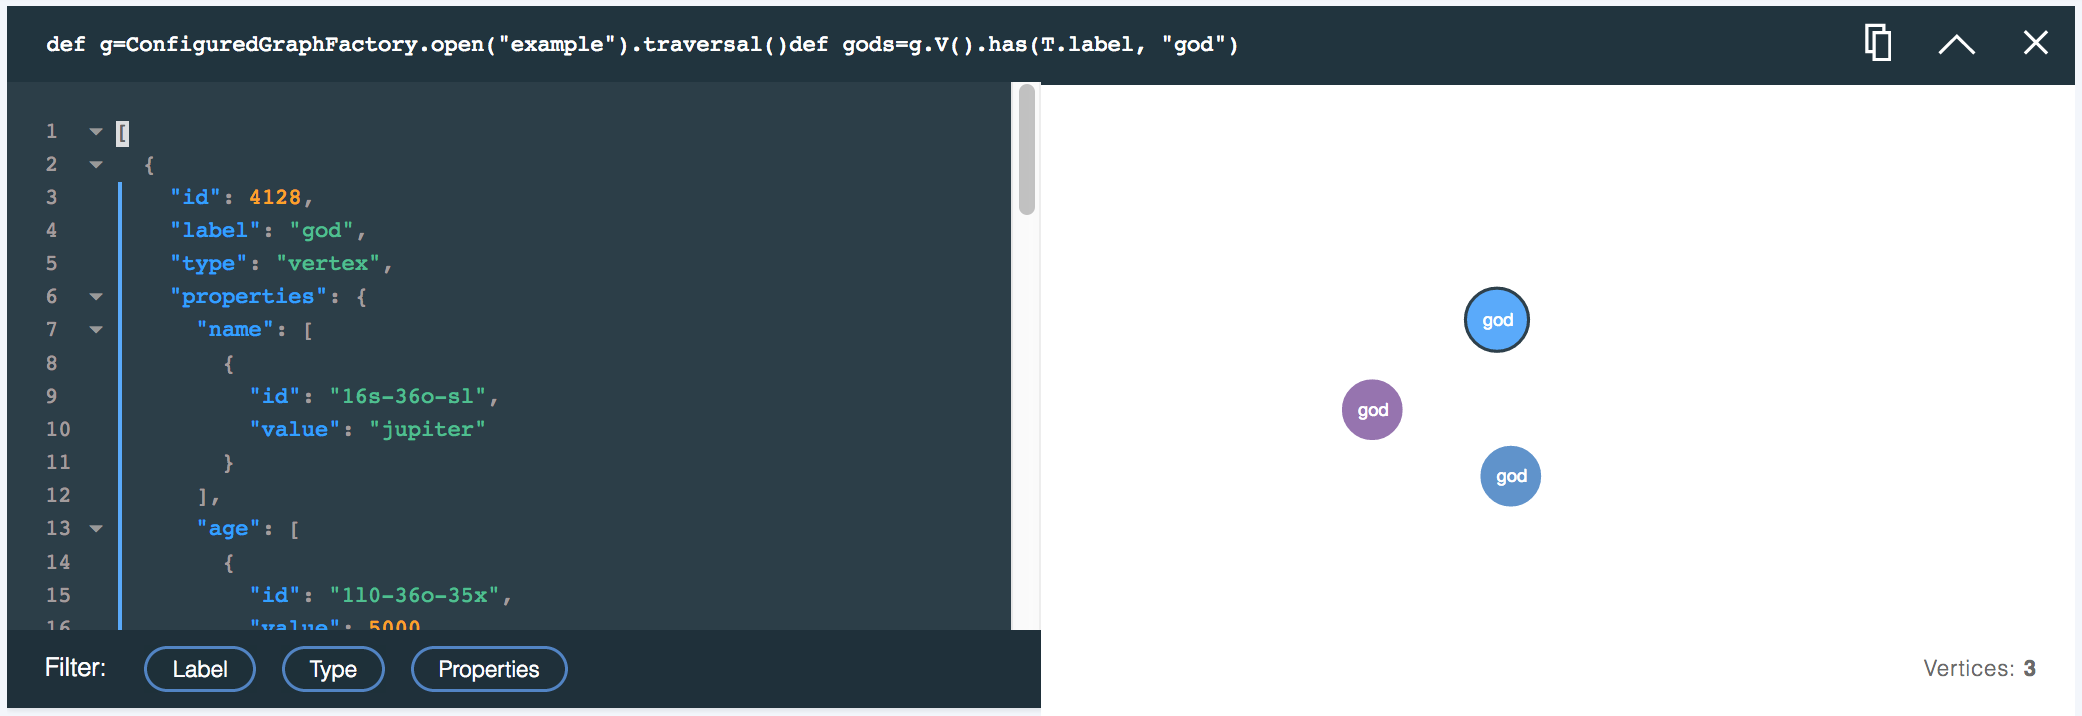 def g=ConfiguredGraphFactory.open("example").traversal()def gods=g.V().has(T.label, "god")
1 [
2 {
3 "id": 4128,
4 "label": "god",
5 "type": "vertex",
6 "properties": {
7 "name": [
8 {
9 "id": "16s-36o-sl",
10 "value": "jupiter"
11 }
12 ],
13 "age": [
14 {
15 "id": "1l0-36o-35x",
16 "value": 5000
god
god
god
Filter: Label Type Properties
Vertices: 3